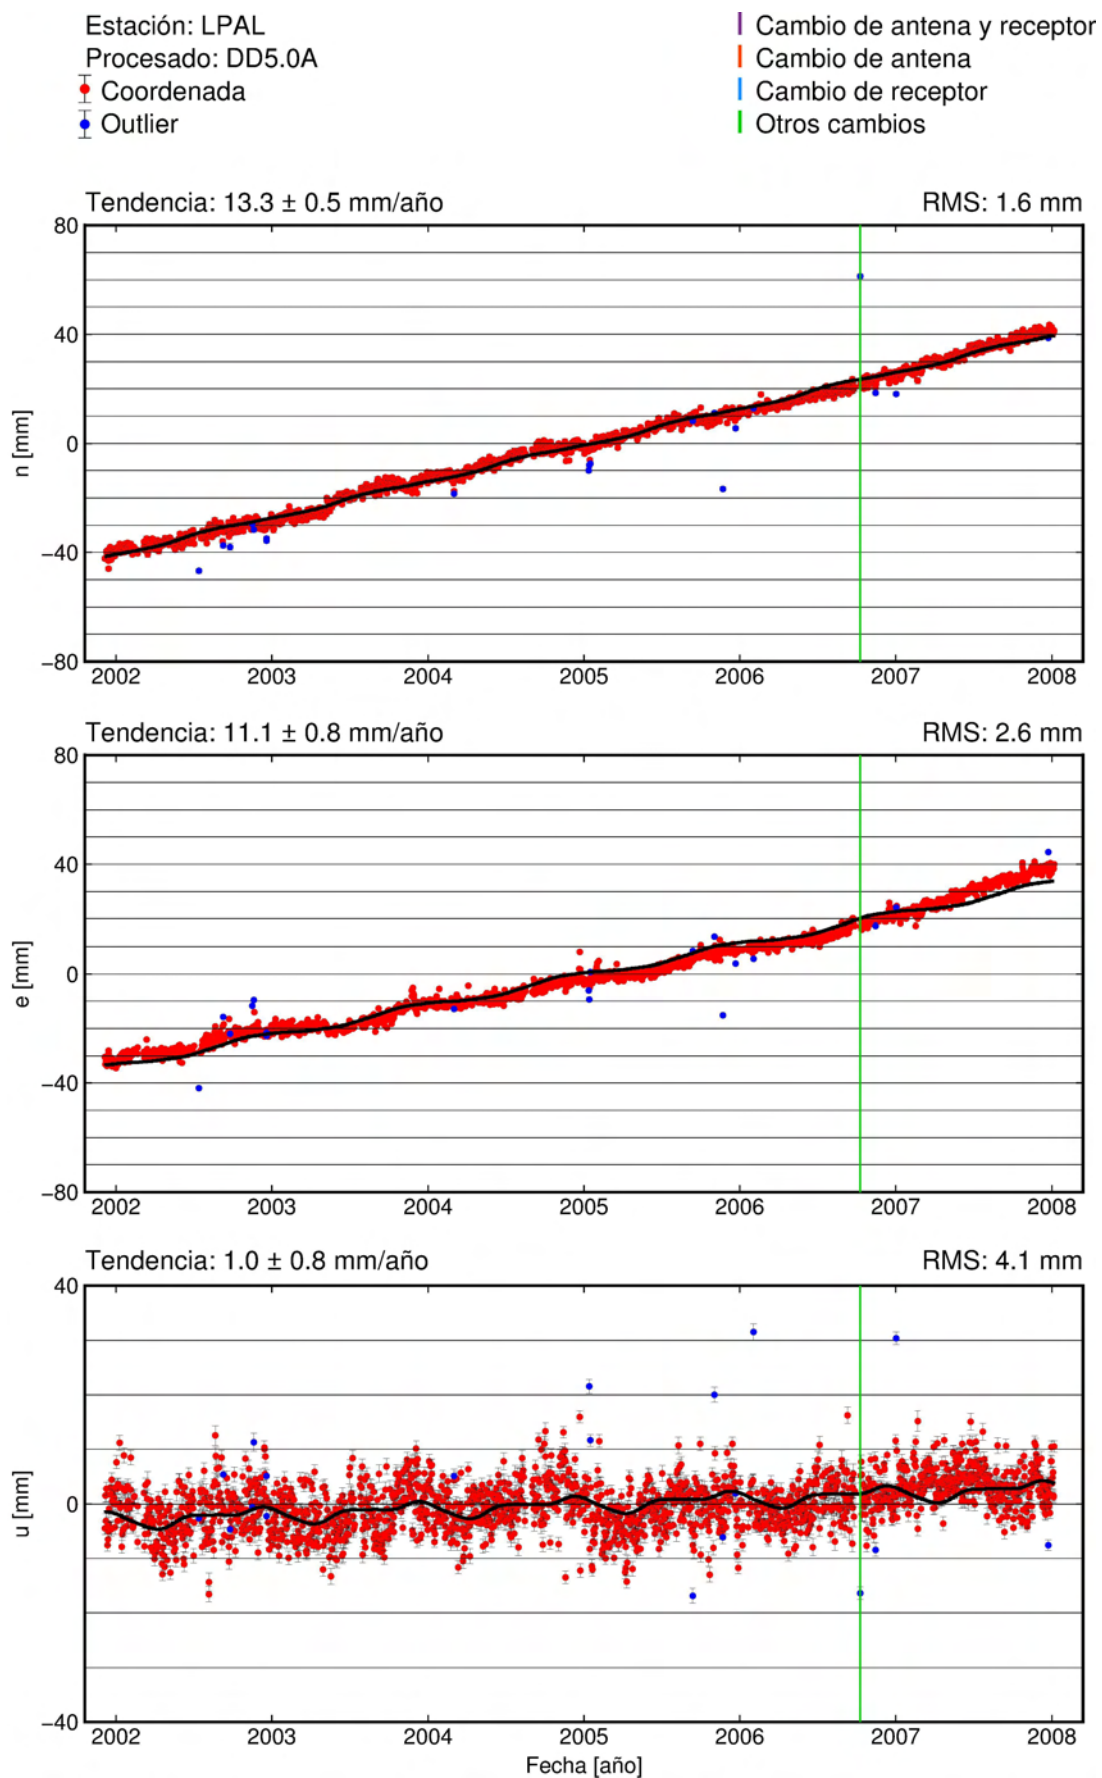 Estación: LPAL
Procesado: DD5.0A
Coordenada
Outlier
Cambio de antena y receptor
Cambio de antena
Cambio de receptor
Otros cambios
Tendencia: 13.3 ± 0.5 mm/año RMS: 1.6 mm
80
40
0
−40
−80
n [mm]
2002 2003 2004 2005 2006 2007 2008
Tendencia: 11.1 ± 0.8 mm/año RMS: 2.6 mm
80
40
0
−40
−80
e [mm]
2002 2003 2004 2005 2006 2007 2008
Tendencia: 1.0 ± 0.8 mm/año RMS: 4.1 mm
40
0
−40
u [mm]
2002 2003 2004 2005 2006 2007 2008
Fecha [año]